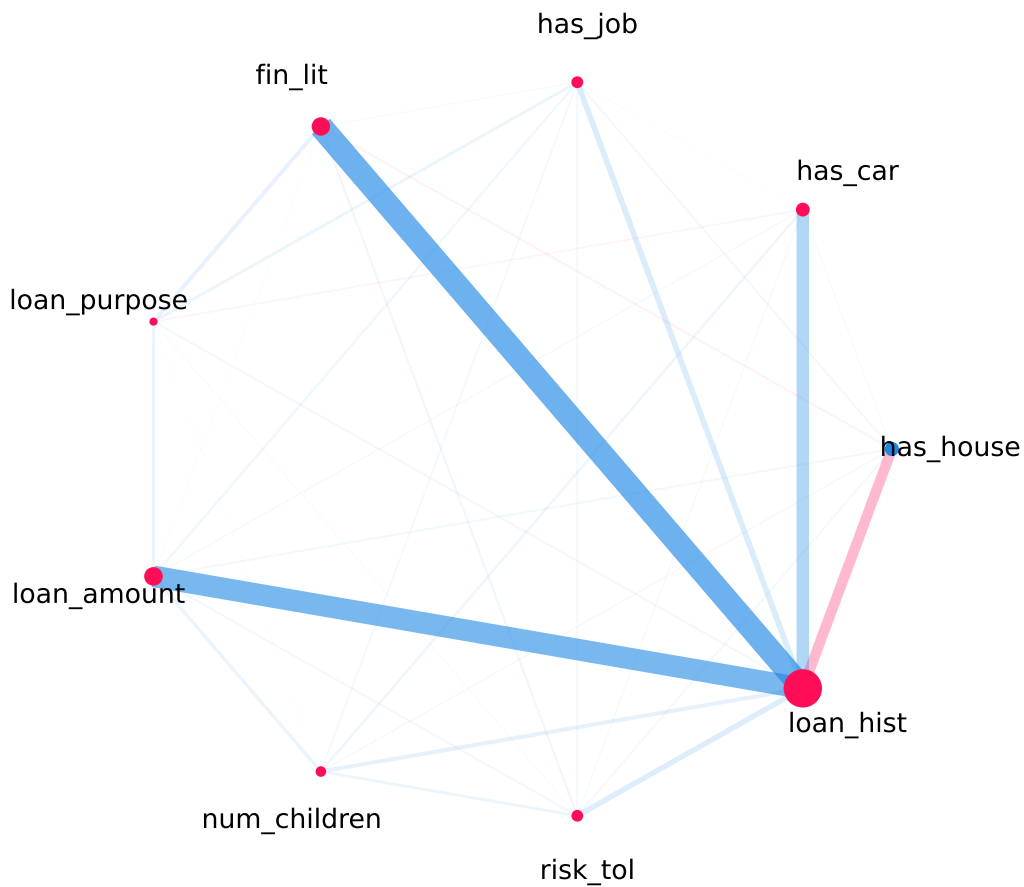 has_job
fin_lit
has_car
loan_purpose
has_house
loan_amount
loan_hist
num_children
risk_tol